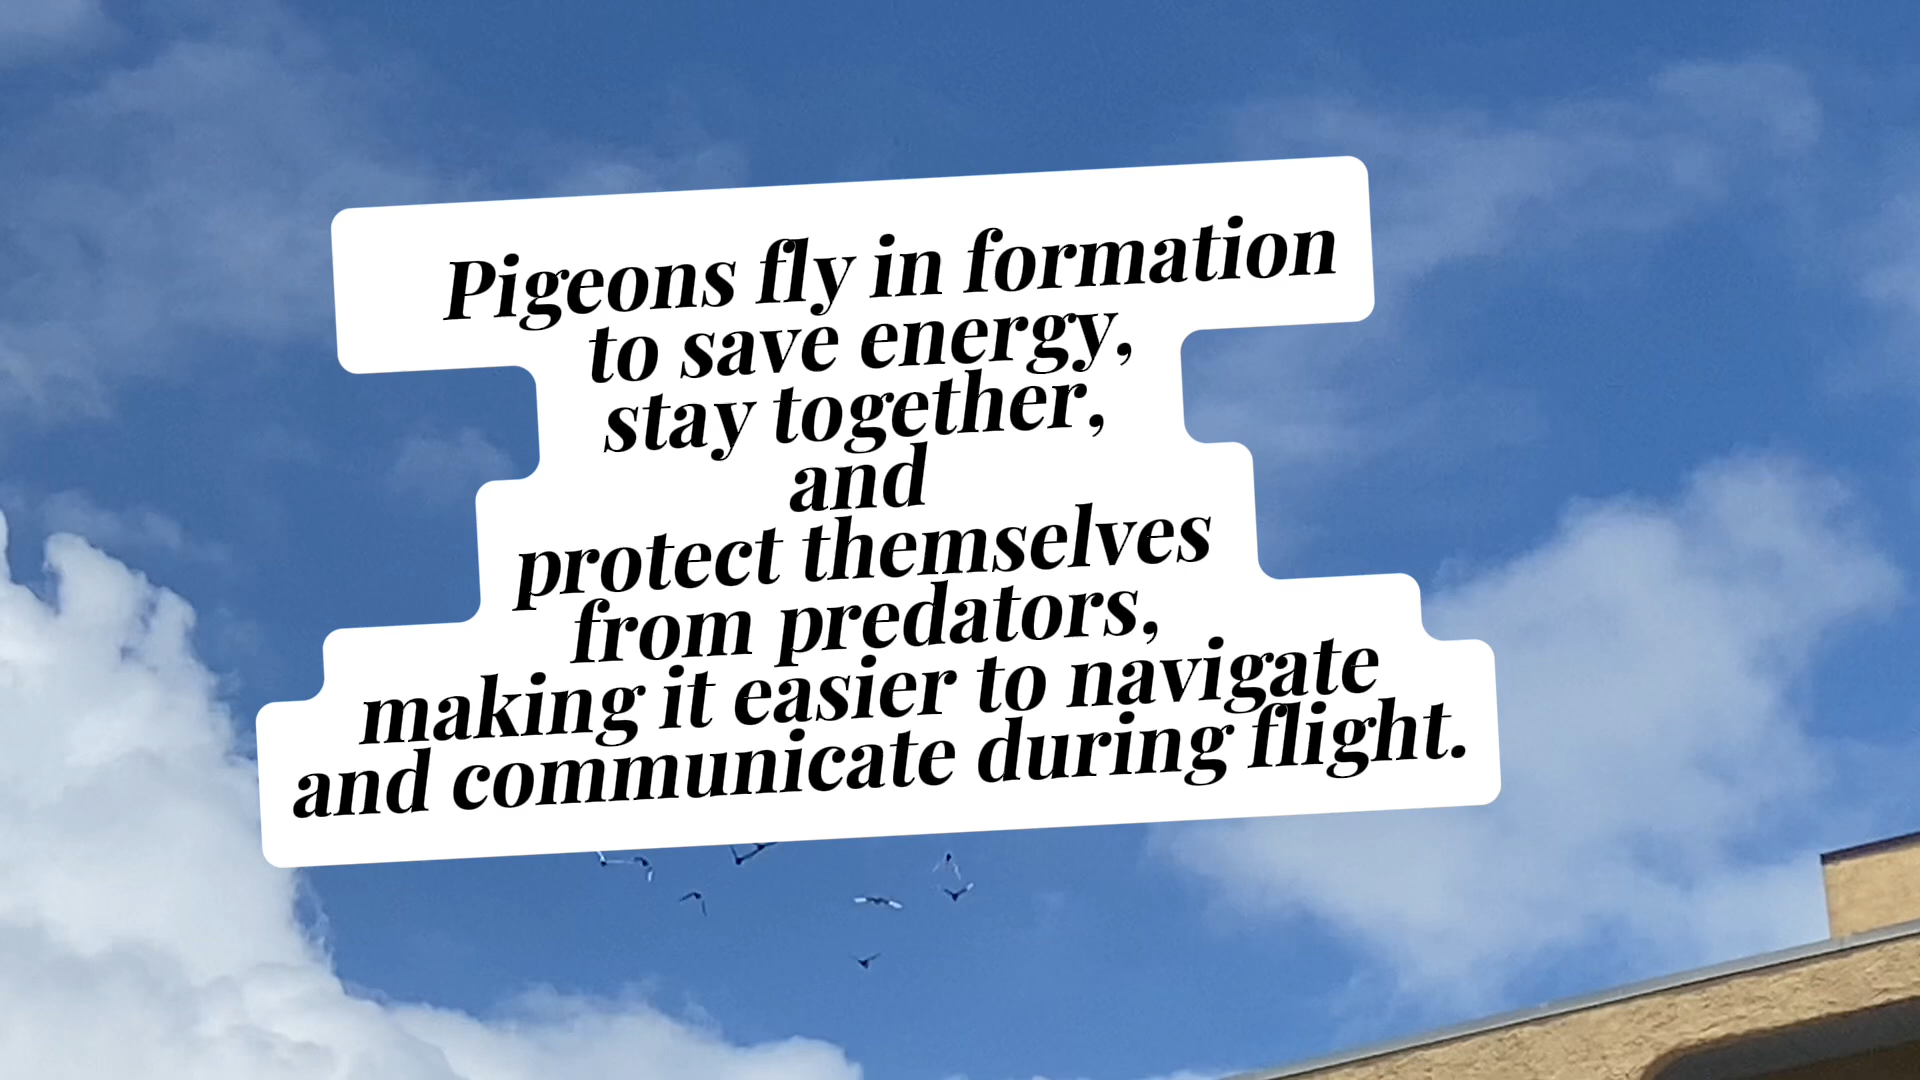 Pigeons fly in formation
to save energy,
stay together,
and
protect themselves
from predators,
making it easier to navigate
and communicate during flight.